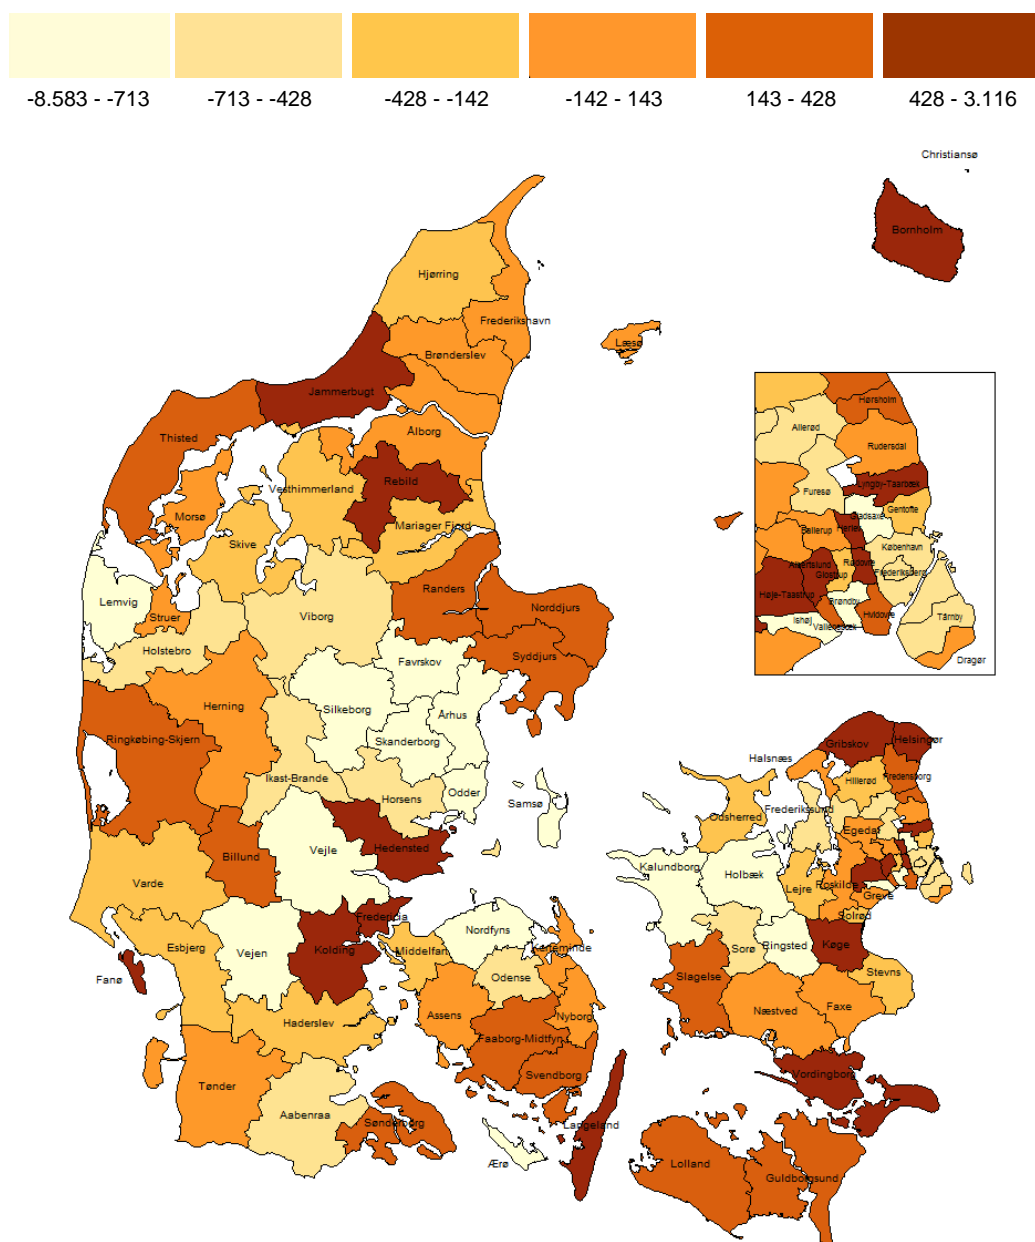 -8.583 - -713
-713 - -428
-428 - -142
-142 - 143
143 - 428
428 - 3.116
Christiansø
Bornholm
Hjørring
Frederikshavn
Læsø
Brønderslev
Jammerbugt
Ålborg
Thisted
Rebild
Vesthimmerland
Morsø
Mariager Fjord
Skive
Randers
Norddjurs
Lemvig
Struer
Viborg
Holstebro
Favrskov
Syddjurs
Herning
Silkeborg
Århus
Ringkøbing-Skjern
Skanderborg
Ikast-Brande
Horsens
Odder
Samsø
Hedensted
Vejle
Billund
Varde
Fredericia
Kolding
Vejen
Esbjerg
Fanø
Middelfart
Nordfyns
Kerteminde
Odense
Haderslev
Assens
Nyborg
Faaborg-Midtfyn
Svendborg
Tønder
Aabenraa
Sønderborg
Langeland
Ærø
Hørsholm
Allerød
Rudersdal
Furesø
Lyngby-Taarbæk
Gentofte
Gladsaxe
Ballerup
Herlev
København
Albertslund
Rødovre
Glostrup
Frederiksberg
Høje-Taastrup
Brøndby
Hvidovre
Tårnby
Ishøj
Vallensbæk
Dragør
Gribskov
Helsingør
Halsnæs
Hillerød
Fredensborg
Frederikssund
Odsherred
Egedal
Kalundborg
Holbæk
Lejre
Roskilde
Greve
Solrød
Sorø
Ringsted
Køge
Slagelse
Stevns
Næstved
Faxe
Vordingborg
Lolland
Guldborgsund